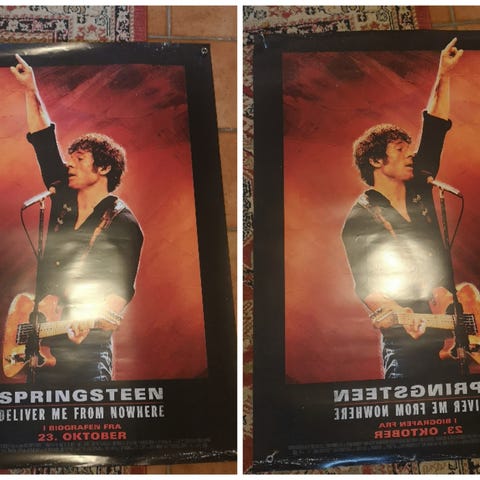 SPRINGSTEEN
DELIVER ME FROM NOWHERE
I BIOGRAFEN FRA
23. OKTOBER
PRINGSTEEN
IVER ME FROM NOWHERE
I BIOGRAFEN FRA
23. OKTOBER